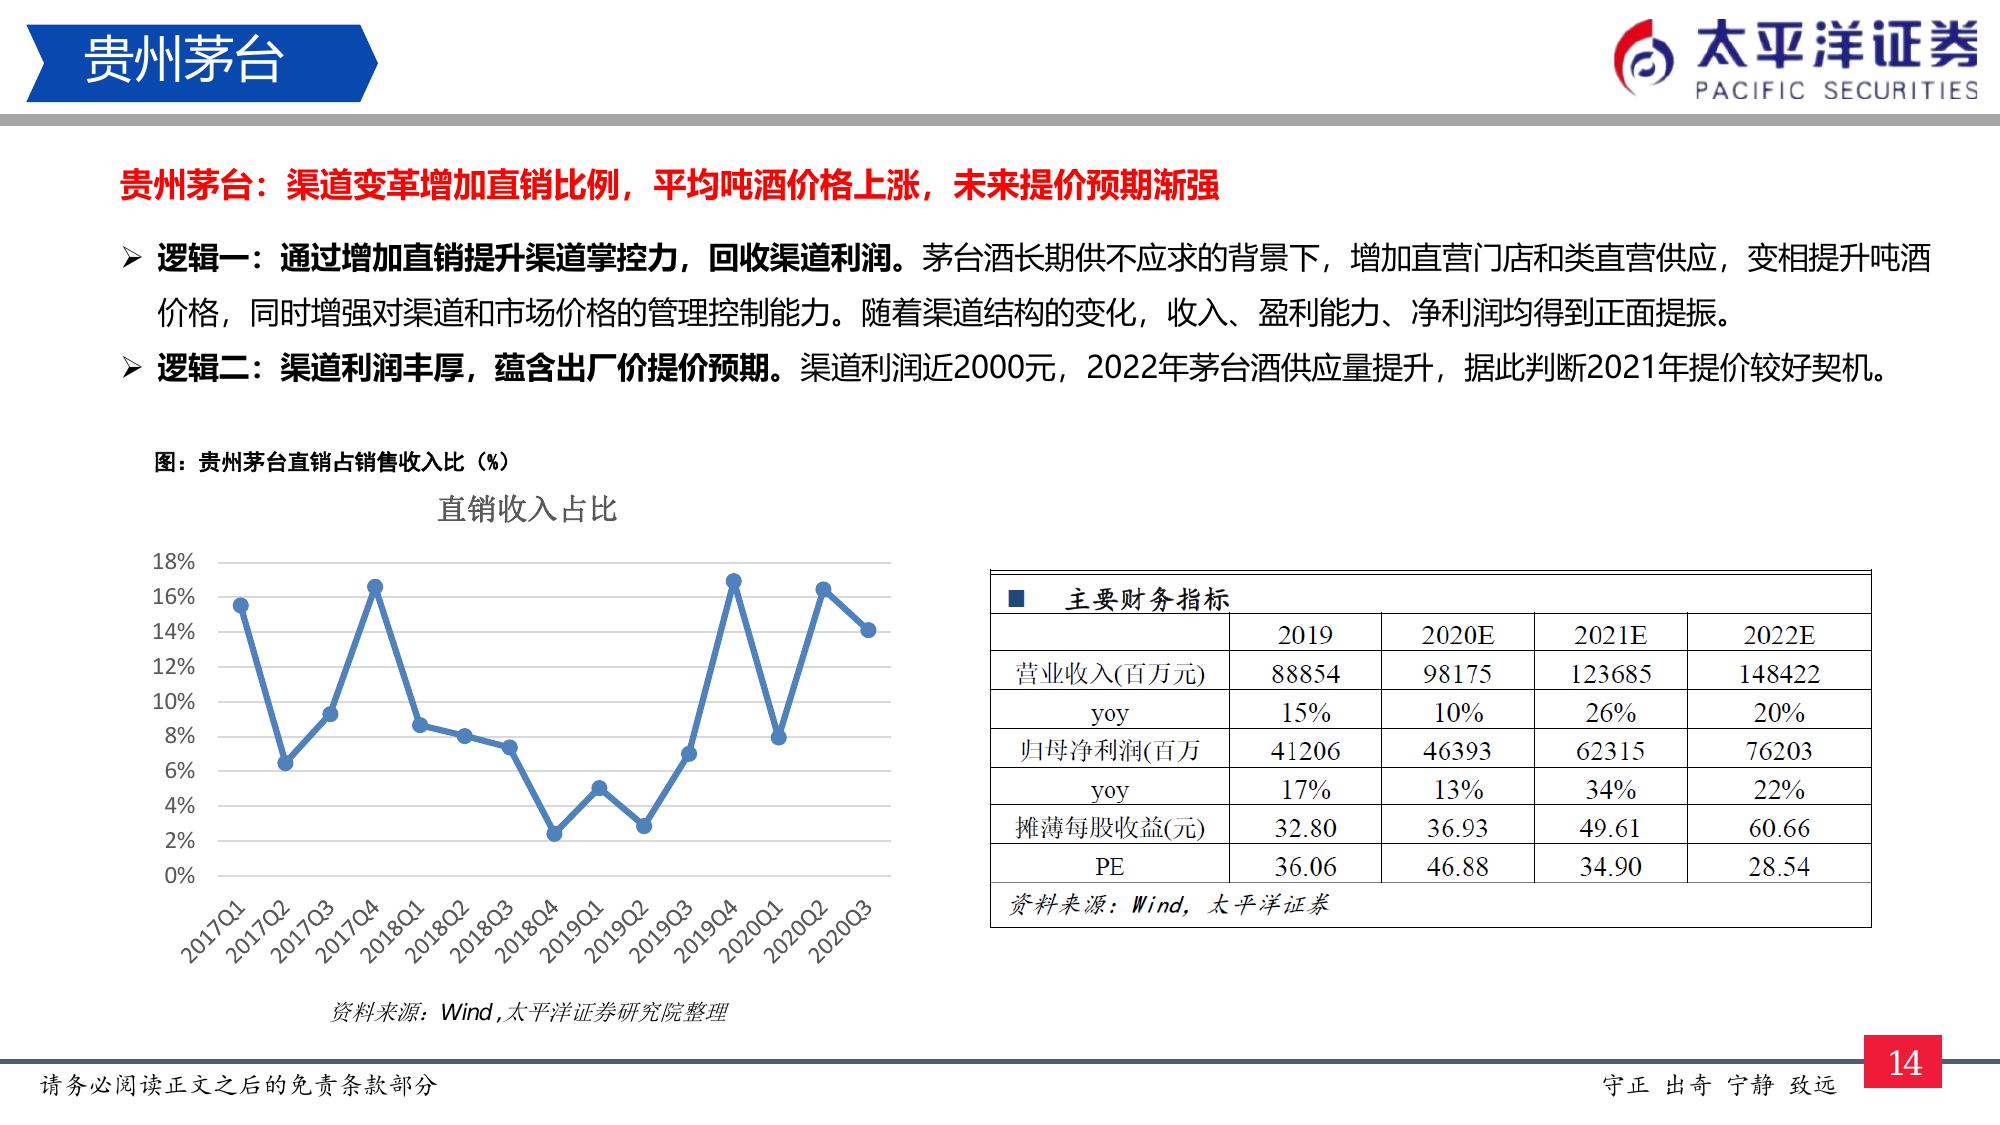 贵州茅台
太平洋证券
PACIFIC SECURITIES
贵州茅台：渠道变革增加直销比例，平均吨酒价格上涨，未来提价预期渐强
➢ 逻辑一：通过增加直销提升渠道掌控力，回收渠道利润。茅台酒长期供不应求的背景下，增加直营门店和类直营供应，变相提升吨酒
价格，同时增强对渠道和市场价格的管理控制能力。随着渠道结构的变化，收入、盈利能力、净利润均得到正面提振。
➢ 逻辑二：渠道利润丰厚，蕴含出厂价提价预期。渠道利润近2000元，2022年茅台酒供应量提升，据此判断2021年提价较好契机。
图：贵州茅台直销占销售收入比（%）
直销收入占比
18%
16%
14%
12%
10%
8%
6%
4%
2%
0%
2017Q1 2017Q2 2017Q3 2017Q4 2018Q1 2018Q2 2018Q3 2018Q4 2019Q1 2019Q2 2019Q3 2019Q4 2020Q1 2020Q2 2020Q3
资料来源：Wind ,太平洋证券研究院整理
■ 主要财务指标
2019 2020E 2021E 2022E
营业收入(百万元) 88854 98175 123685 148422
yoy 15% 10% 26% 20%
归母净利润(百万 41206 46393 62315 76203
yoy 17% 13% 34% 22%
摊薄每股收益(元) 32.80 36.93 49.61 60.66
PE 36.06 46.88 34.90 28.54
资料来源：Wind，太平洋证券
请务必阅读正文之后的免责条款部分
守正 出奇 宁静 致远
14